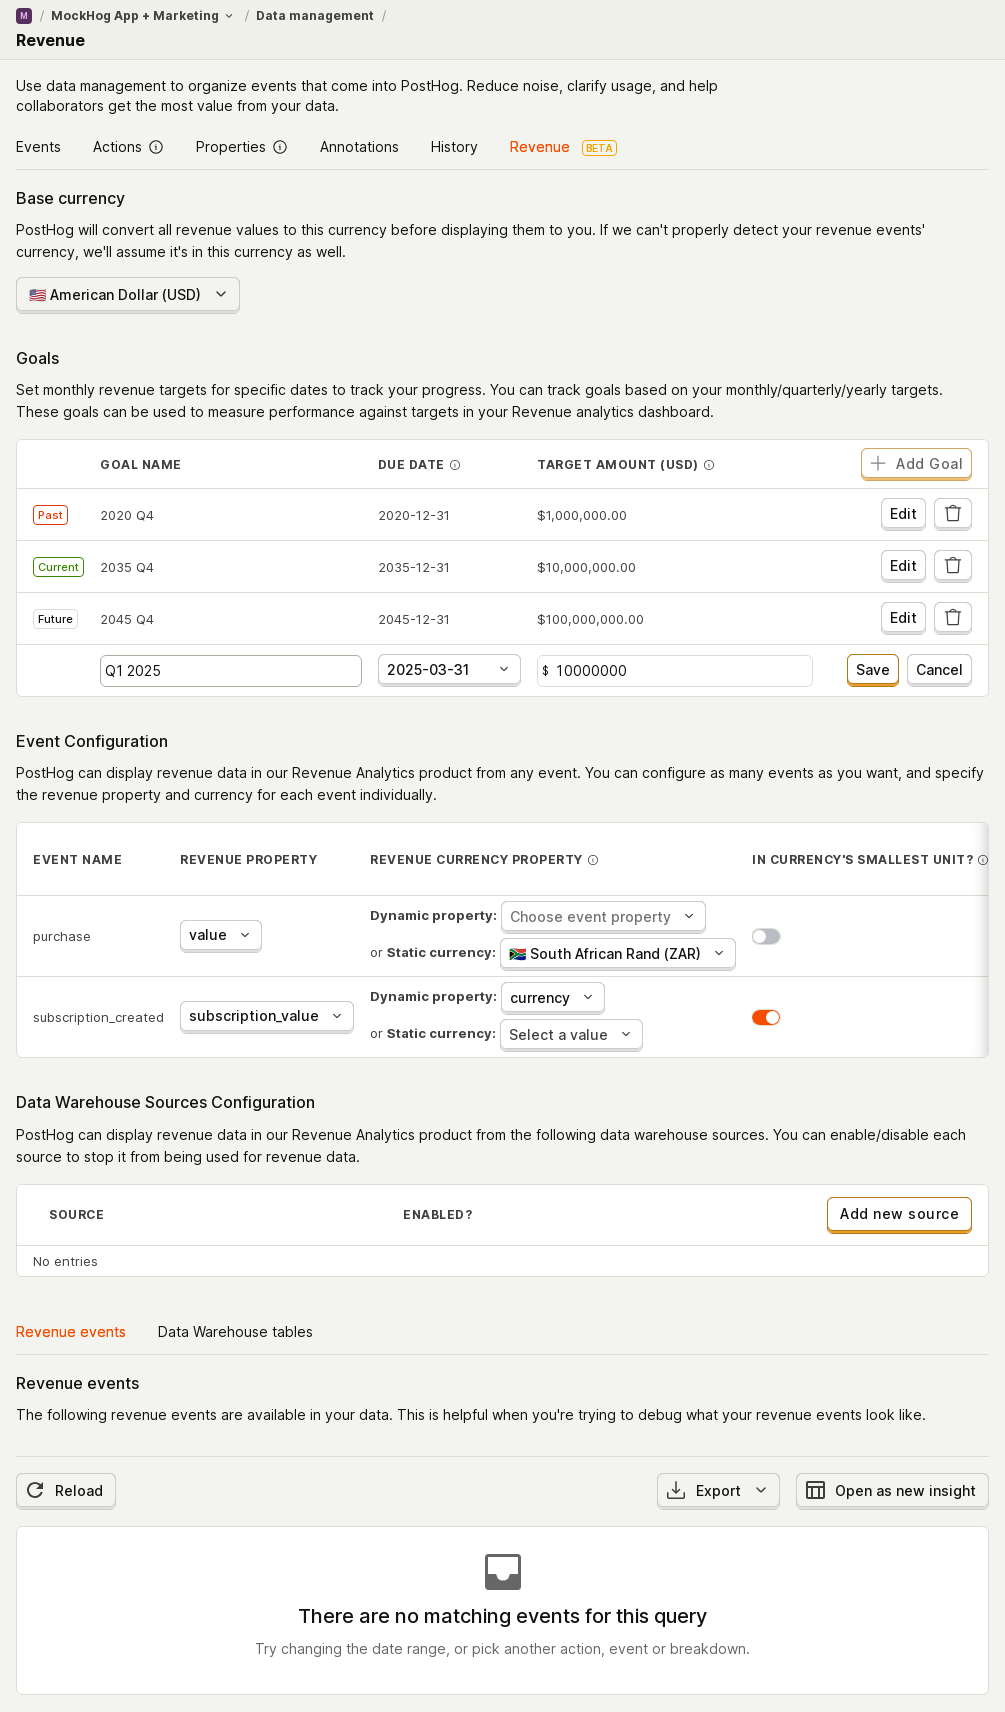 M / MockHog App + Marketing / Data management /
Revenue
Use data management to organize events that come into PostHog. Reduce noise, clarify usage, and help
collaborators get the most value from your data.
Events Actions Properties Annotations History Revenue BETA
Base currency
PostHog will convert all revenue values to this currency before displaying them to you. If we can't properly detect your revenue events'
currency, we'll assume it's in this currency as well.
🇺🇸 American Dollar (USD)
Goals
Set monthly revenue targets for specific dates to track your progress. You can track goals based on your monthly/quarterly/yearly targets.
These goals can be used to measure performance against targets in your Revenue analytics dashboard.
GOAL NAME DUE DATE TARGET AMOUNT (USD) Add Goal
Past 2020 Q4 2020-12-31 $1,000,000.00 Edit
Current 2035 Q4 2035-12-31 $10,000,000.00 Edit
Future 2045 Q4 2045-12-31 $100,000,000.00 Edit
Q1 2025 2025-03-31 $ 10000000 Save Cancel
Event Configuration
PostHog can display revenue data in our Revenue Analytics product from any event. You can configure as many events as you want, and specify
the revenue property and currency for each event individually.
EVENT NAME REVENUE PROPERTY REVENUE CURRENCY PROPERTY IN CURRENCY'S SMALLEST UNIT?
purchase value Dynamic property: Choose event property
or Static currency: 🇿🇦 South African Rand (ZAR)
subscription_created subscription_value Dynamic property: currency
or Static currency: Select a value
Data Warehouse Sources Configuration
PostHog can display revenue data in our Revenue Analytics product from the following data warehouse sources. You can enable/disable each
source to stop it from being used for revenue data.
SOURCE ENABLED? Add new source
No entries
Revenue events Data Warehouse tables
Revenue events
The following revenue events are available in your data. This is helpful when you're trying to debug what your revenue events look like.
Reload Export Open as new insight
There are no matching events for this query
Try changing the date range, or pick another action, event or breakdown.